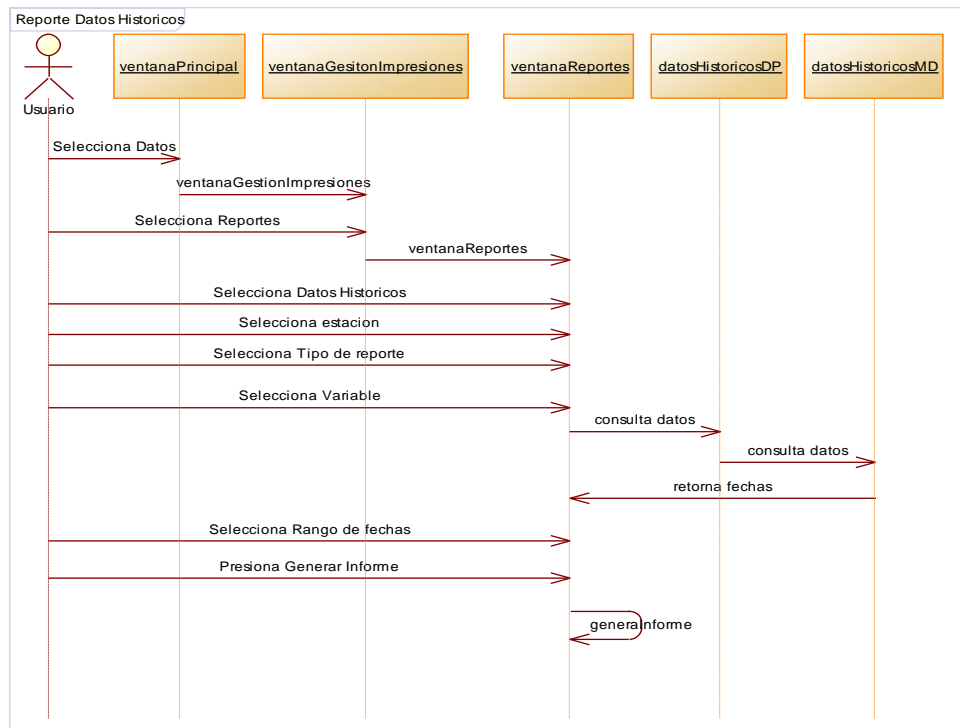 Reporte Datos Historicos
ventanaPrincipal
ventanaGesitonImpresiones
ventanaReportes
datosHistoricosDP
datosHistoricosMD
Usuario
Selecciona Datos
ventanaGestionImpresiones
Selecciona Reportes
ventanaReportes
Selecciona Datos Historicos
Selecciona estacion
Selecciona Tipo de reporte
Selecciona Variable
consulta datos
consulta datos
retorna fechas
Selecciona Rango de fechas
Presiona Generar Informe
generaInforme